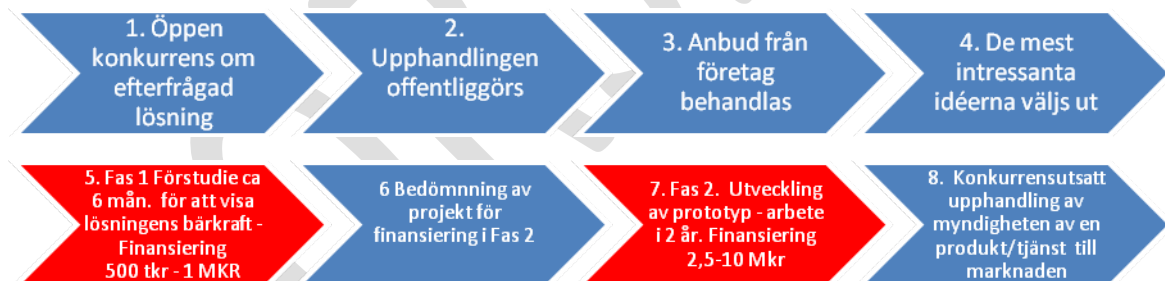 1. Öppen
konkurrens om
efterfrågad
lösning
2.
Upphandlingen
offentliggörs
3. Anbud från
företag
behandlas
4. De mest
intressanta
idéerna väljs ut
5. Fas 1 Förstudie ca
6 mån. för att visa
lösningens bärkraft -
Finansiering
500 tkr - 1 MKR
6 Bedömnning av
projekt för
finansiering i Fas 2
7. Fas 2. Utveckling
av prototyp - arbete
i 2 år. Finansiering
2,5-10 Mkr
8. Konkurrensutsatt
upphandling av
myndigheten av en
produkt/tjänst till
marknaden